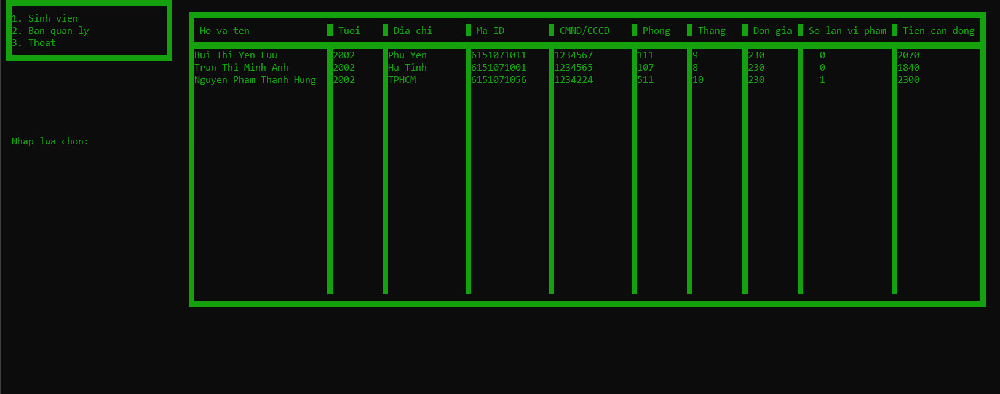 1. Sinh vien
2. Ban quan ly
3. Thoat
Nhap lua chon:
Ho va ten Tuoi Dia chi Ma ID CMND/CCCD Phong Thang Don gia So lan vi pham Tien can dong
Bui Thi Yen Luu 2002 Phu Yen 6151071011 1234567 111 9 230 0 2070
Tran Thi Minh Anh 2002 Ha Tinh 6151071001 1234565 107 8 230 0 1840
Nguyen Pham Thanh Hung 2002 TPHCM 6151071056 1234224 511 10 230 1 2300